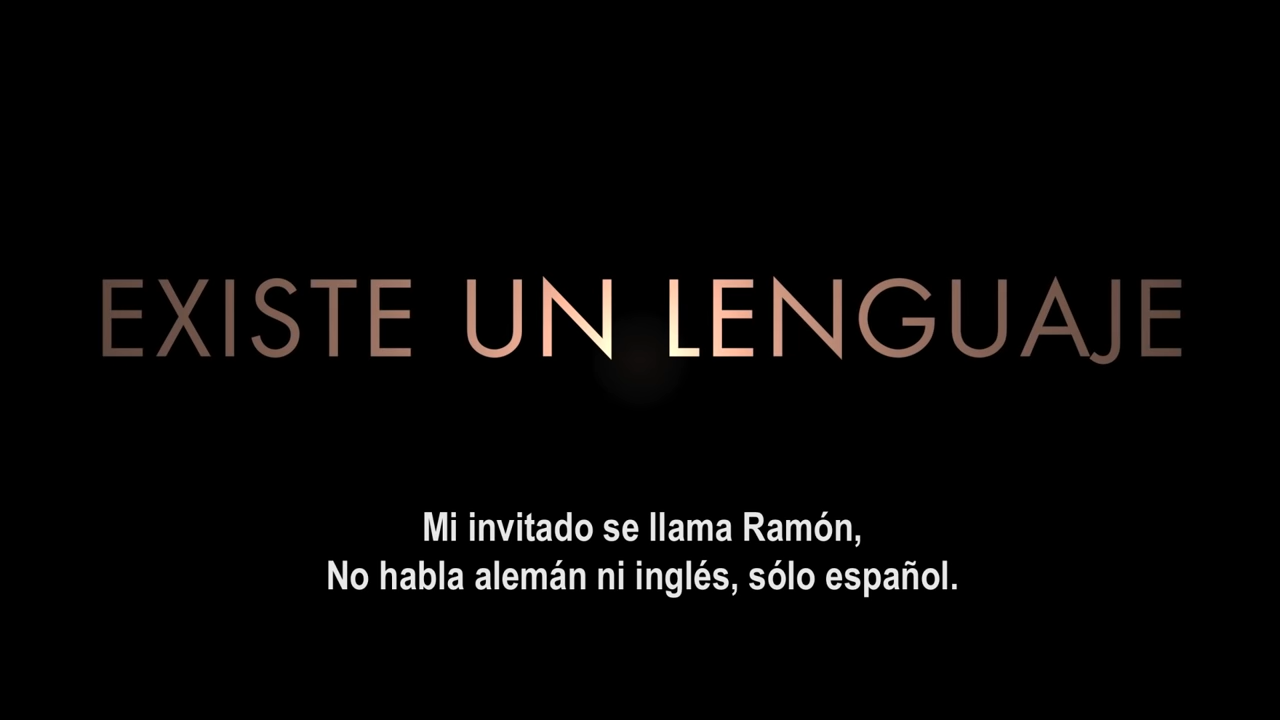 EXISTE UN LENGUAJE
Mi invitado se llama Ramón,
No habla alemán ni inglés, sólo español.